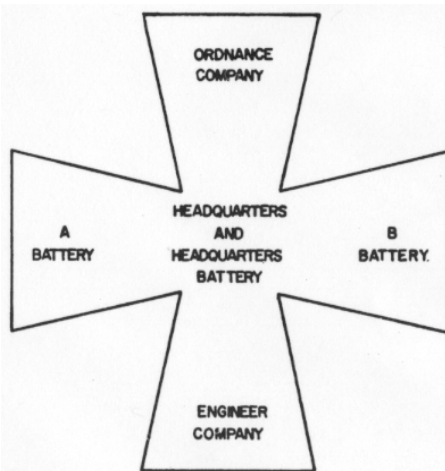 ORDNANCE
COMPANY
A
BATTERY
HEADQUARTERS
AND
HEADQUARTERS
BATTERY
B
BATTERY.
ENGINEER
COMPANY